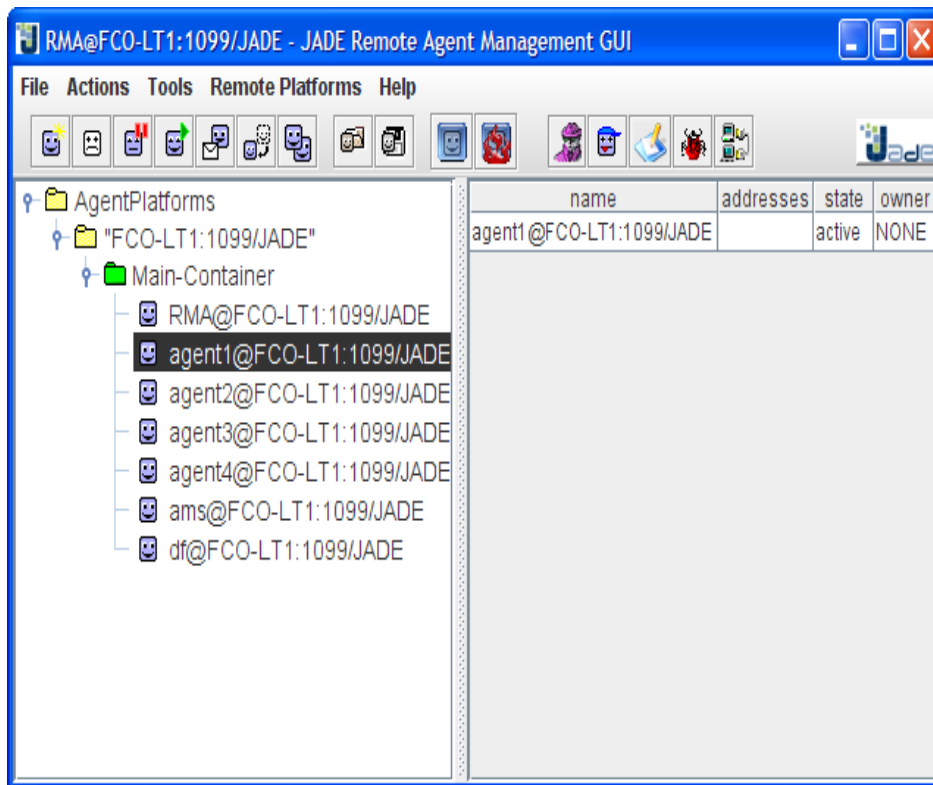 RMA@FCO-LT1:1099/JADE - JADE Remote Agent Management GUI
File Actions Tools Remote Platforms Help
Jade
AgentPlatforms
"FCO-LT1:1099/JADE"
Main-Container
RMA@FCO-LT1:1099/JADE
agent1@FCO-LT1:1099/JADE
agent2@FCO-LT1:1099/JADE
agent3@FCO-LT1:1099/JADE
agent4@FCO-LT1:1099/JADE
ams@FCO-LT1:1099/JADE
df@FCO-LT1:1099/JADE
name addresses state owner
agent1@FCO-LT1:1099/JADE active NONE